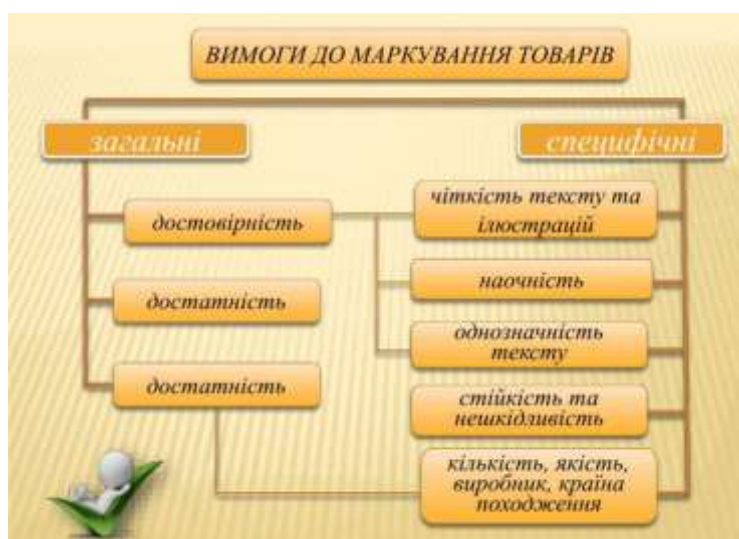 ВИМОГИ ДО МАРКУВАННЯ ТОВАРІВ
загальні
специфічні
достовірність
достатність
достатність
чіткість тексту та
ілюстрацій
наочність
однозначність
тексту
стійкість та
нешкідливість
кількість, якість,
виробник, країна
походження